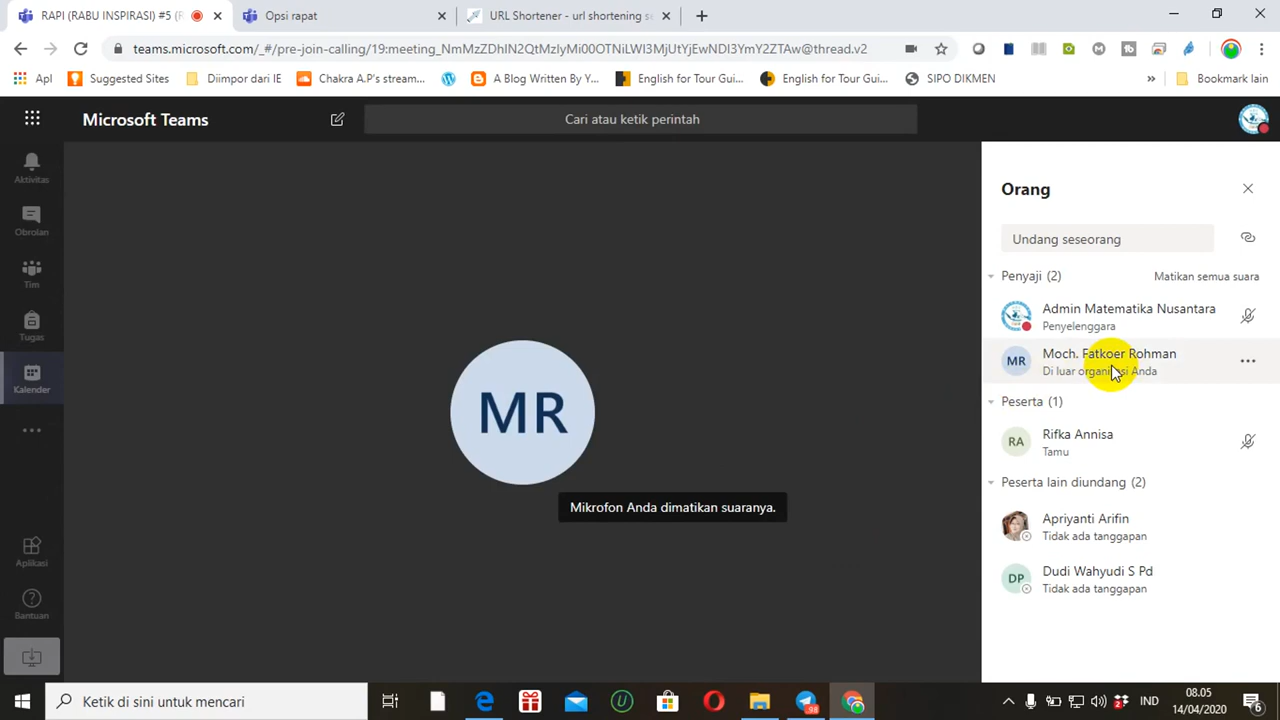 RAPI (RABU INSPIRASI) #5 (F
Opsi rapat
URL Shortener - url shortening se
teams.microsoft.com/_#/pre-join-calling/19:meeting_NmMzZDhlN2QtMzIyMi00OTNiLWI3MjUtYjEwNDI3YmY2ZTAw@thread.v2
Apl
Suggested Sites
Diimpor dari IE
Chakra A.P's stream...
A Blog Written By Y...
English for Tour Gui...
English for Tour Gui...
SIPO DIKMEN
»
Bookmark lain
Microsoft Teams
Cari atau ketik perintah
Aktivitas
Obrolan
Tim
Tugas
Kalender
Aplikasi
Bantuan
MR
Mikrofon Anda dimatikan suaranya.
Orang
Undang seseorang
Penyaji (2)
Matikan semua suara
Admin Matematika Nusantara
Penyelenggara
MR
Moch. Fatkoer Rohman
Di luar organisasi Anda
Peserta (1)
RA
Rifka Annisa
Tamu
Peserta lain diundang (2)
Apriyanti Arifin
Tidak ada tanggapan
DP
Dudi Wahyudi S Pd
Tidak ada tanggapan
Ketik di sini untuk mencari
98
IND
08.05
14/04/2020
6